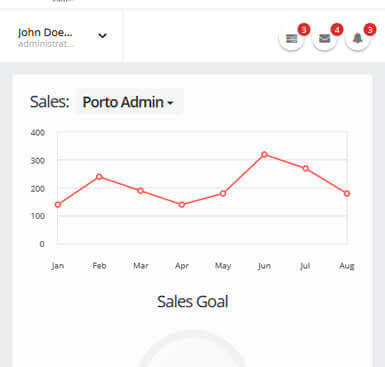 John Doe...
administrat...
3
4
3
Sales: Porto Admin
400
300
200
100
0
Jan Feb Mar Apr May Jun Jul Aug
Sales Goal